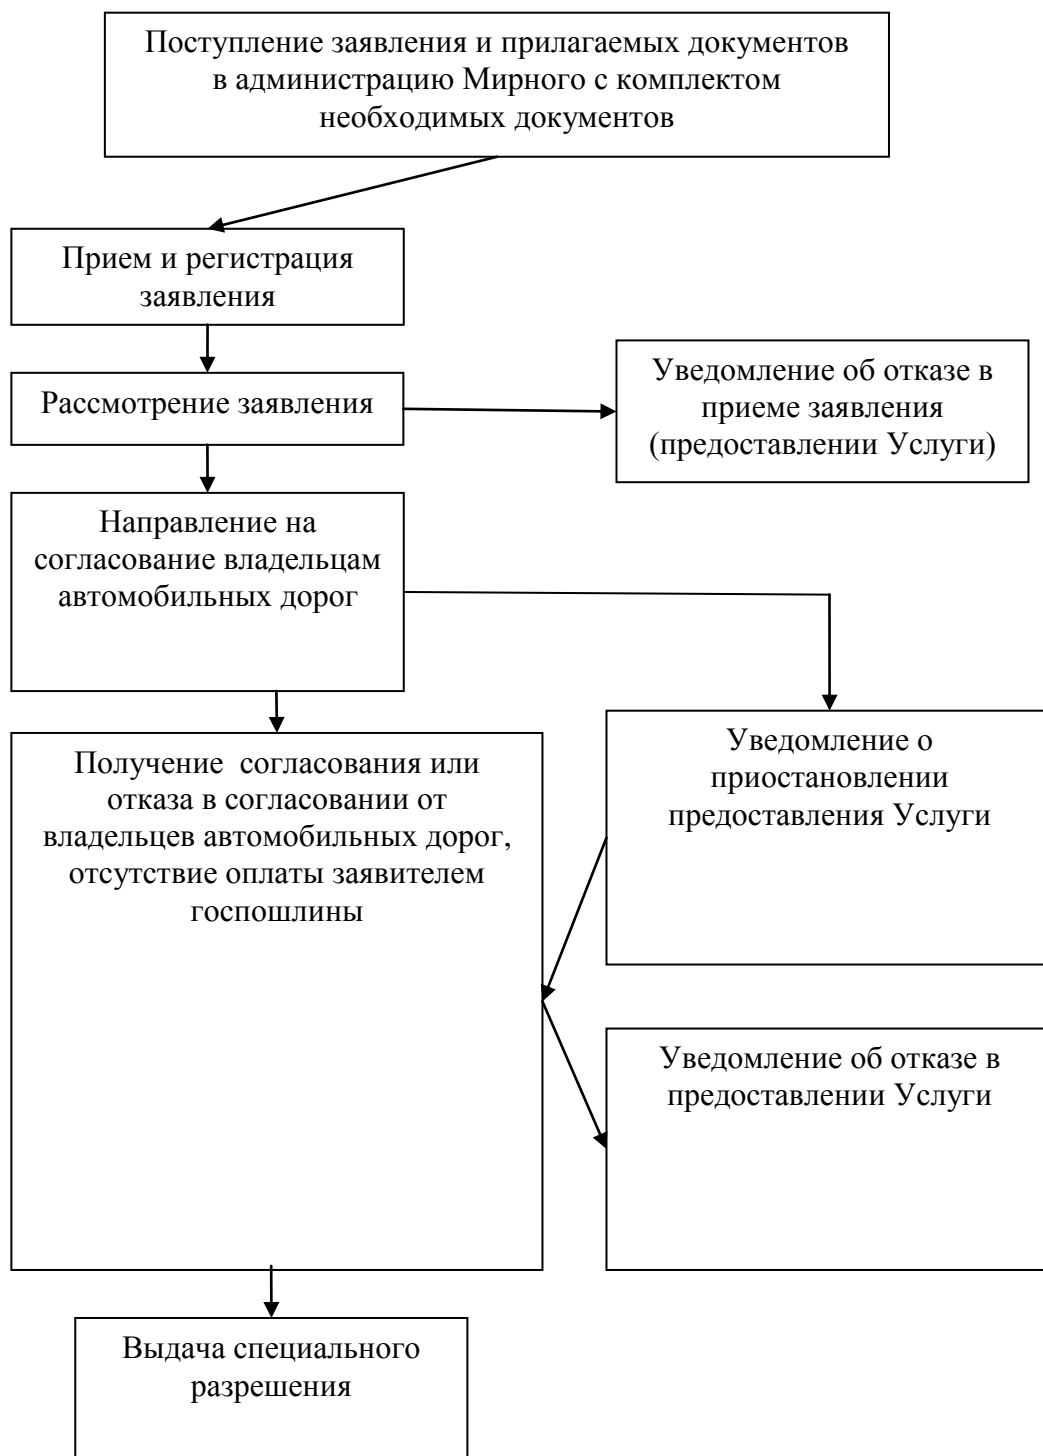 Поступление заявления и прилагаемых документов
в администрацию Мирного с комплектом
необходимых документов
Прием и регистрация
заявления
Рассмотрение заявления
Уведомление об отказе в
приеме заявления
(предоставлении Услуги)
Направление на
согласование владельцам
автомобильных дорог
Получение  согласования или
отказа в согласовании от
владельцев автомобильных дорог,
отсутствие оплаты заявителем
госпошлины
Уведомление о
приостановлении
предоставления Услуги
Уведомление об отказе в
предоставлении Услуги
Выдача специального
разрешения